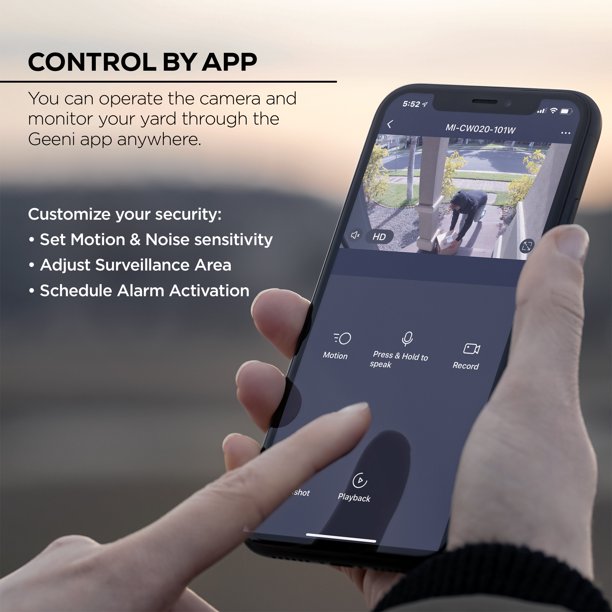 CONTROL BY APP
You can operate the camera and
monitor your yard through the
Geeni app anywhere.
Customize your security:
• Set Motion & Noise sensitivity
• Adjust Surveillance Area
• Schedule Alarm Activation
5:52
MI-CW020-101W
HD
Motion
Press & Hold to
speak
Record
shot
Playback